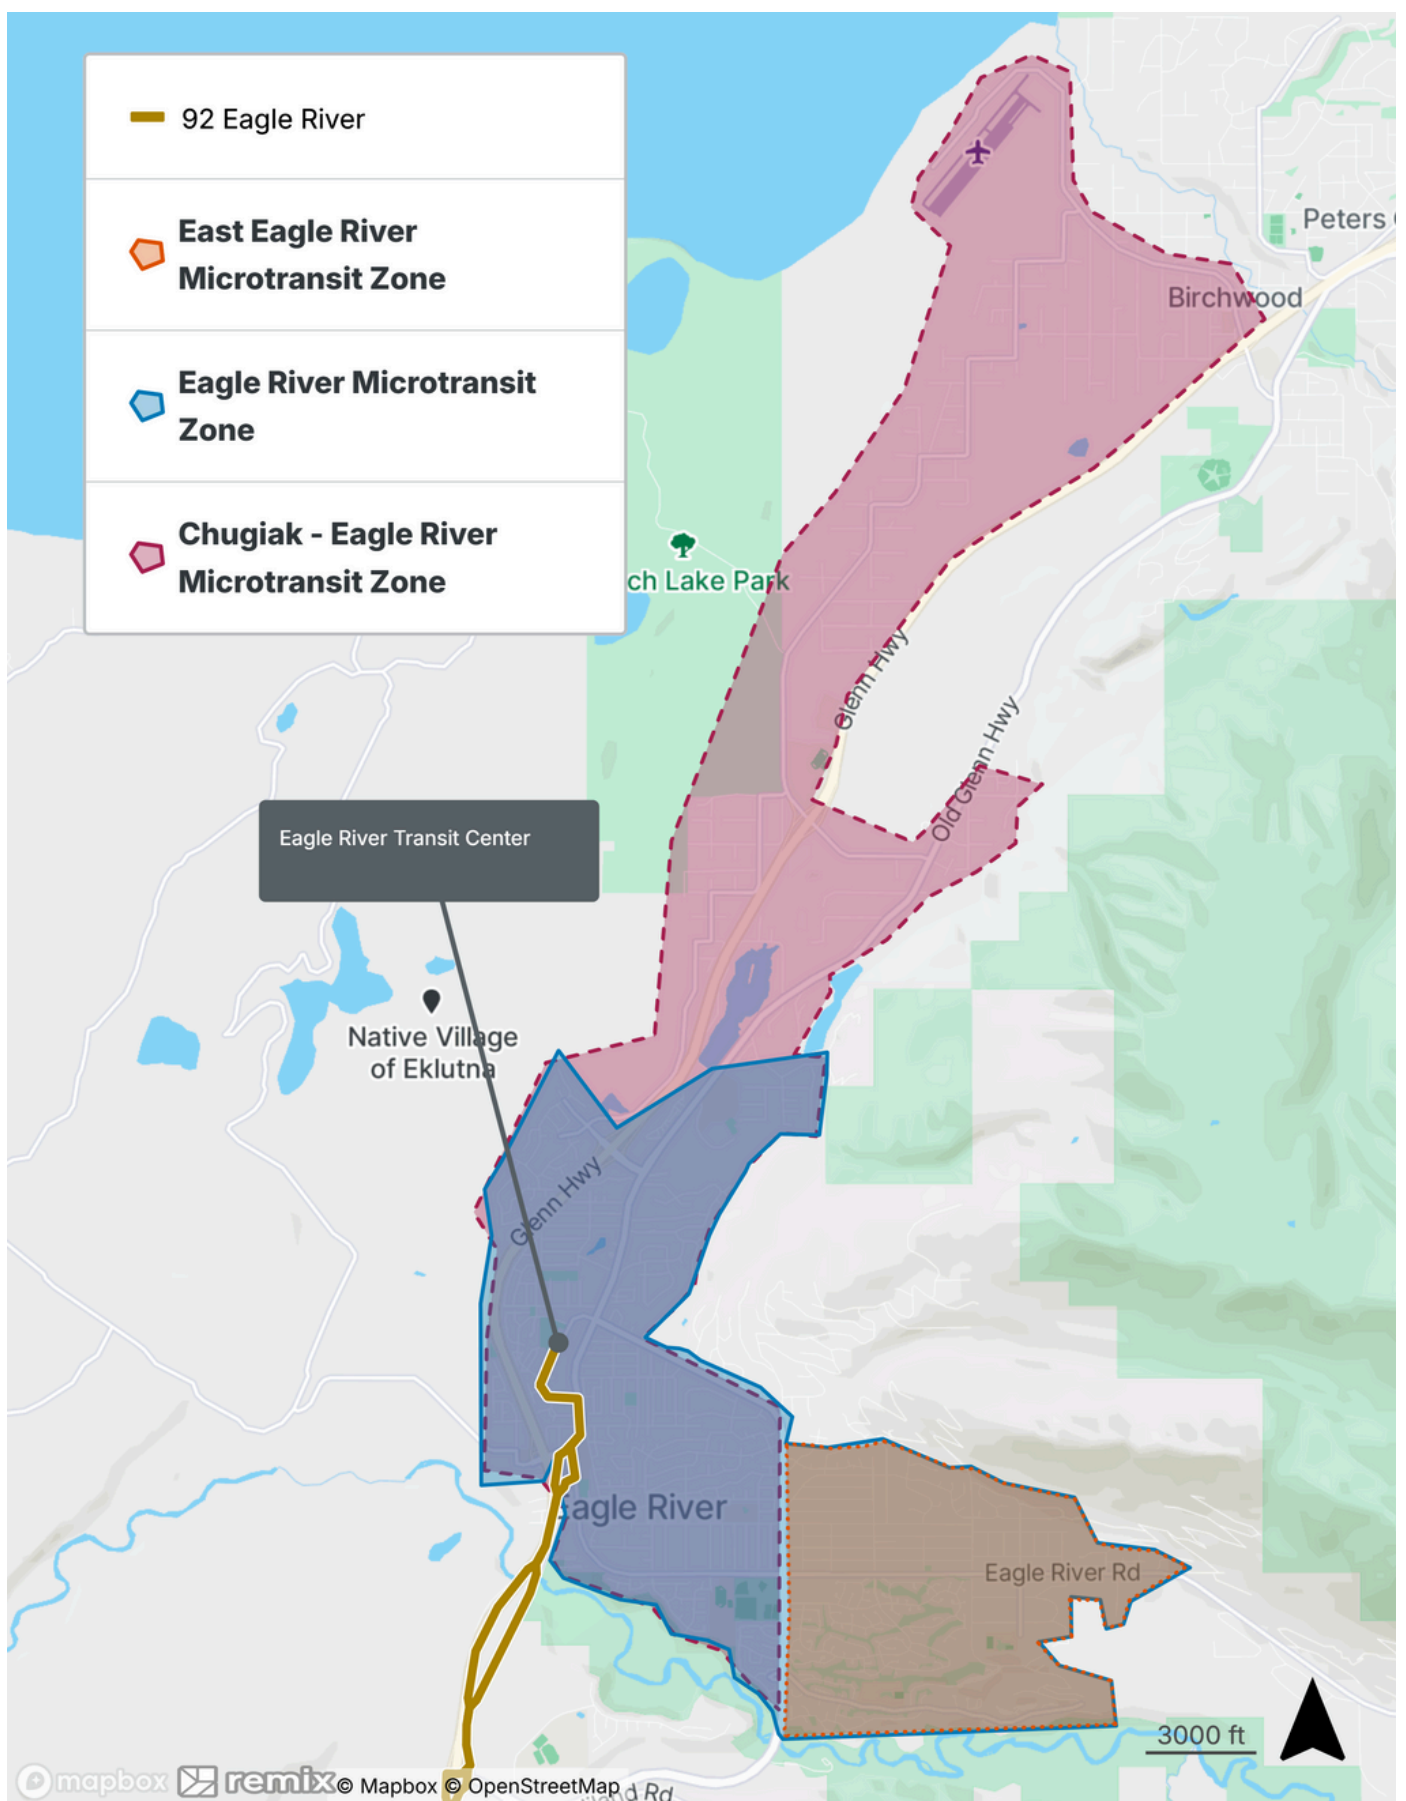 92 Eagle River
East Eagle River
Microtransit Zone
Eagle River Microtransit
Zone
Chugiak - Eagle River
Microtransit Zone
Peters
Birchwood
ch Lake Park
Glenn Hwy
Old Glenn Hwy
Eagle River Transit Center
Native Village
of Eklutna
Glenn Hwy
Eagle River
Eagle River Rd
3000 ft
mapbox remix © Mapbox © OpenStreetMap
Rd